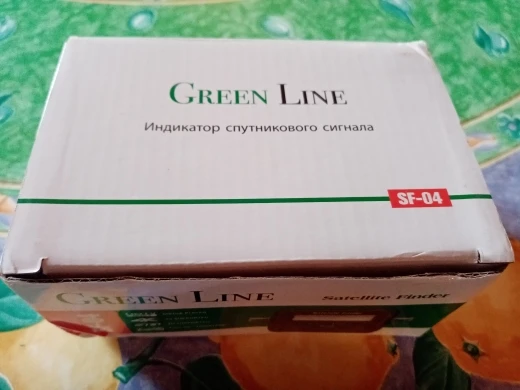 GREEN LINE
Индикатор спутникового сигнала
SF-04
GREEN LINE
Satellite Finder